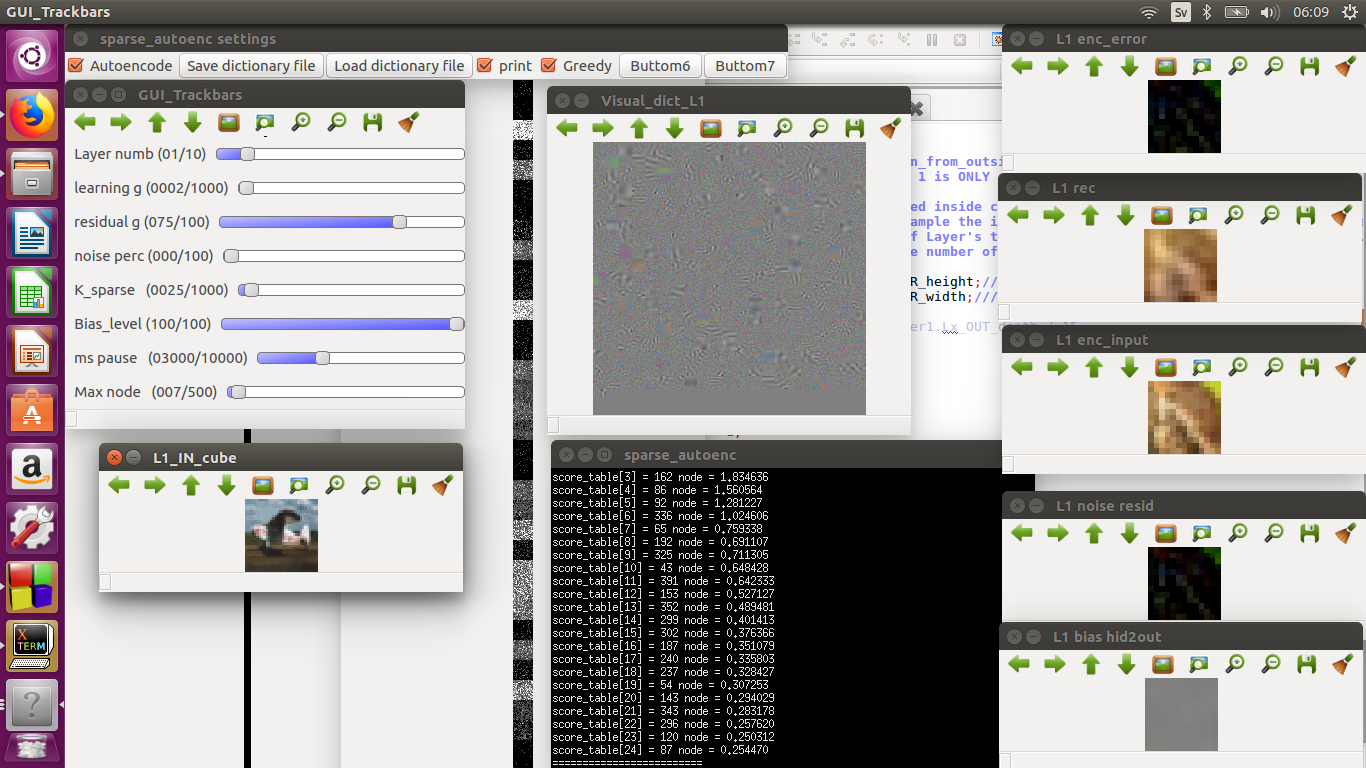 GUI_Trackbars
Sv
06:09
sparse_autoenc settings
Autoencode
Save dictionary file
Load dictionary file
print
Greedy
Buttom6
Buttom7
GUI_Trackbars
Layer numb (01/10)
learning g (0002/1000)
residual g (075/100)
noise perc (000/100)
K_sparse (0025/1000)
Bias_level (100/100)
ms pause (03000/10000)
Max node (007/500)
L1_IN_cube
Visual_dict_L1
n_from_outsi
1 is ONLY
ed inside c
ample the i
f Layer's t
e number of
R_height;//
R_width;///
er1.Lx_OUT_depth
sparse_autoenc
score_table[3] = 162 node = 1.834636
score_table[4] = 86 node = 1.560564
score_table[5] = 92 node = 1.281227
score_table[6] = 336 node = 1.024606
score_table[7] = 65 node = 0.759338
score_table[8] = 192 node = 0.691107
score_table[9] = 325 node = 0.711305
score_table[10] = 43 node = 0.648428
score_table[11] = 391 node = 0.642333
score_table[12] = 153 node = 0.527127
score_table[13] = 352 node = 0.489481
score_table[14] = 299 node = 0.401413
score_table[15] = 302 node = 0.376366
score_table[16] = 187 node = 0.351079
score_table[17] = 240 node = 0.335803
score_table[18] = 237 node = 0.328427
score_table[19] = 54 node = 0.307253
score_table[20] = 143 node = 0.294029
score_table[21] = 343 node = 0.283178
score_table[22] = 296 node = 0.257620
score_table[23] = 120 node = 0.250312
score_table[24] = 87 node = 0.254470
=========================
L1 enc_error
L1 rec
L1 enc_input
L1 noise resid
L1 bias hid2out
A
a
X
TERM
?